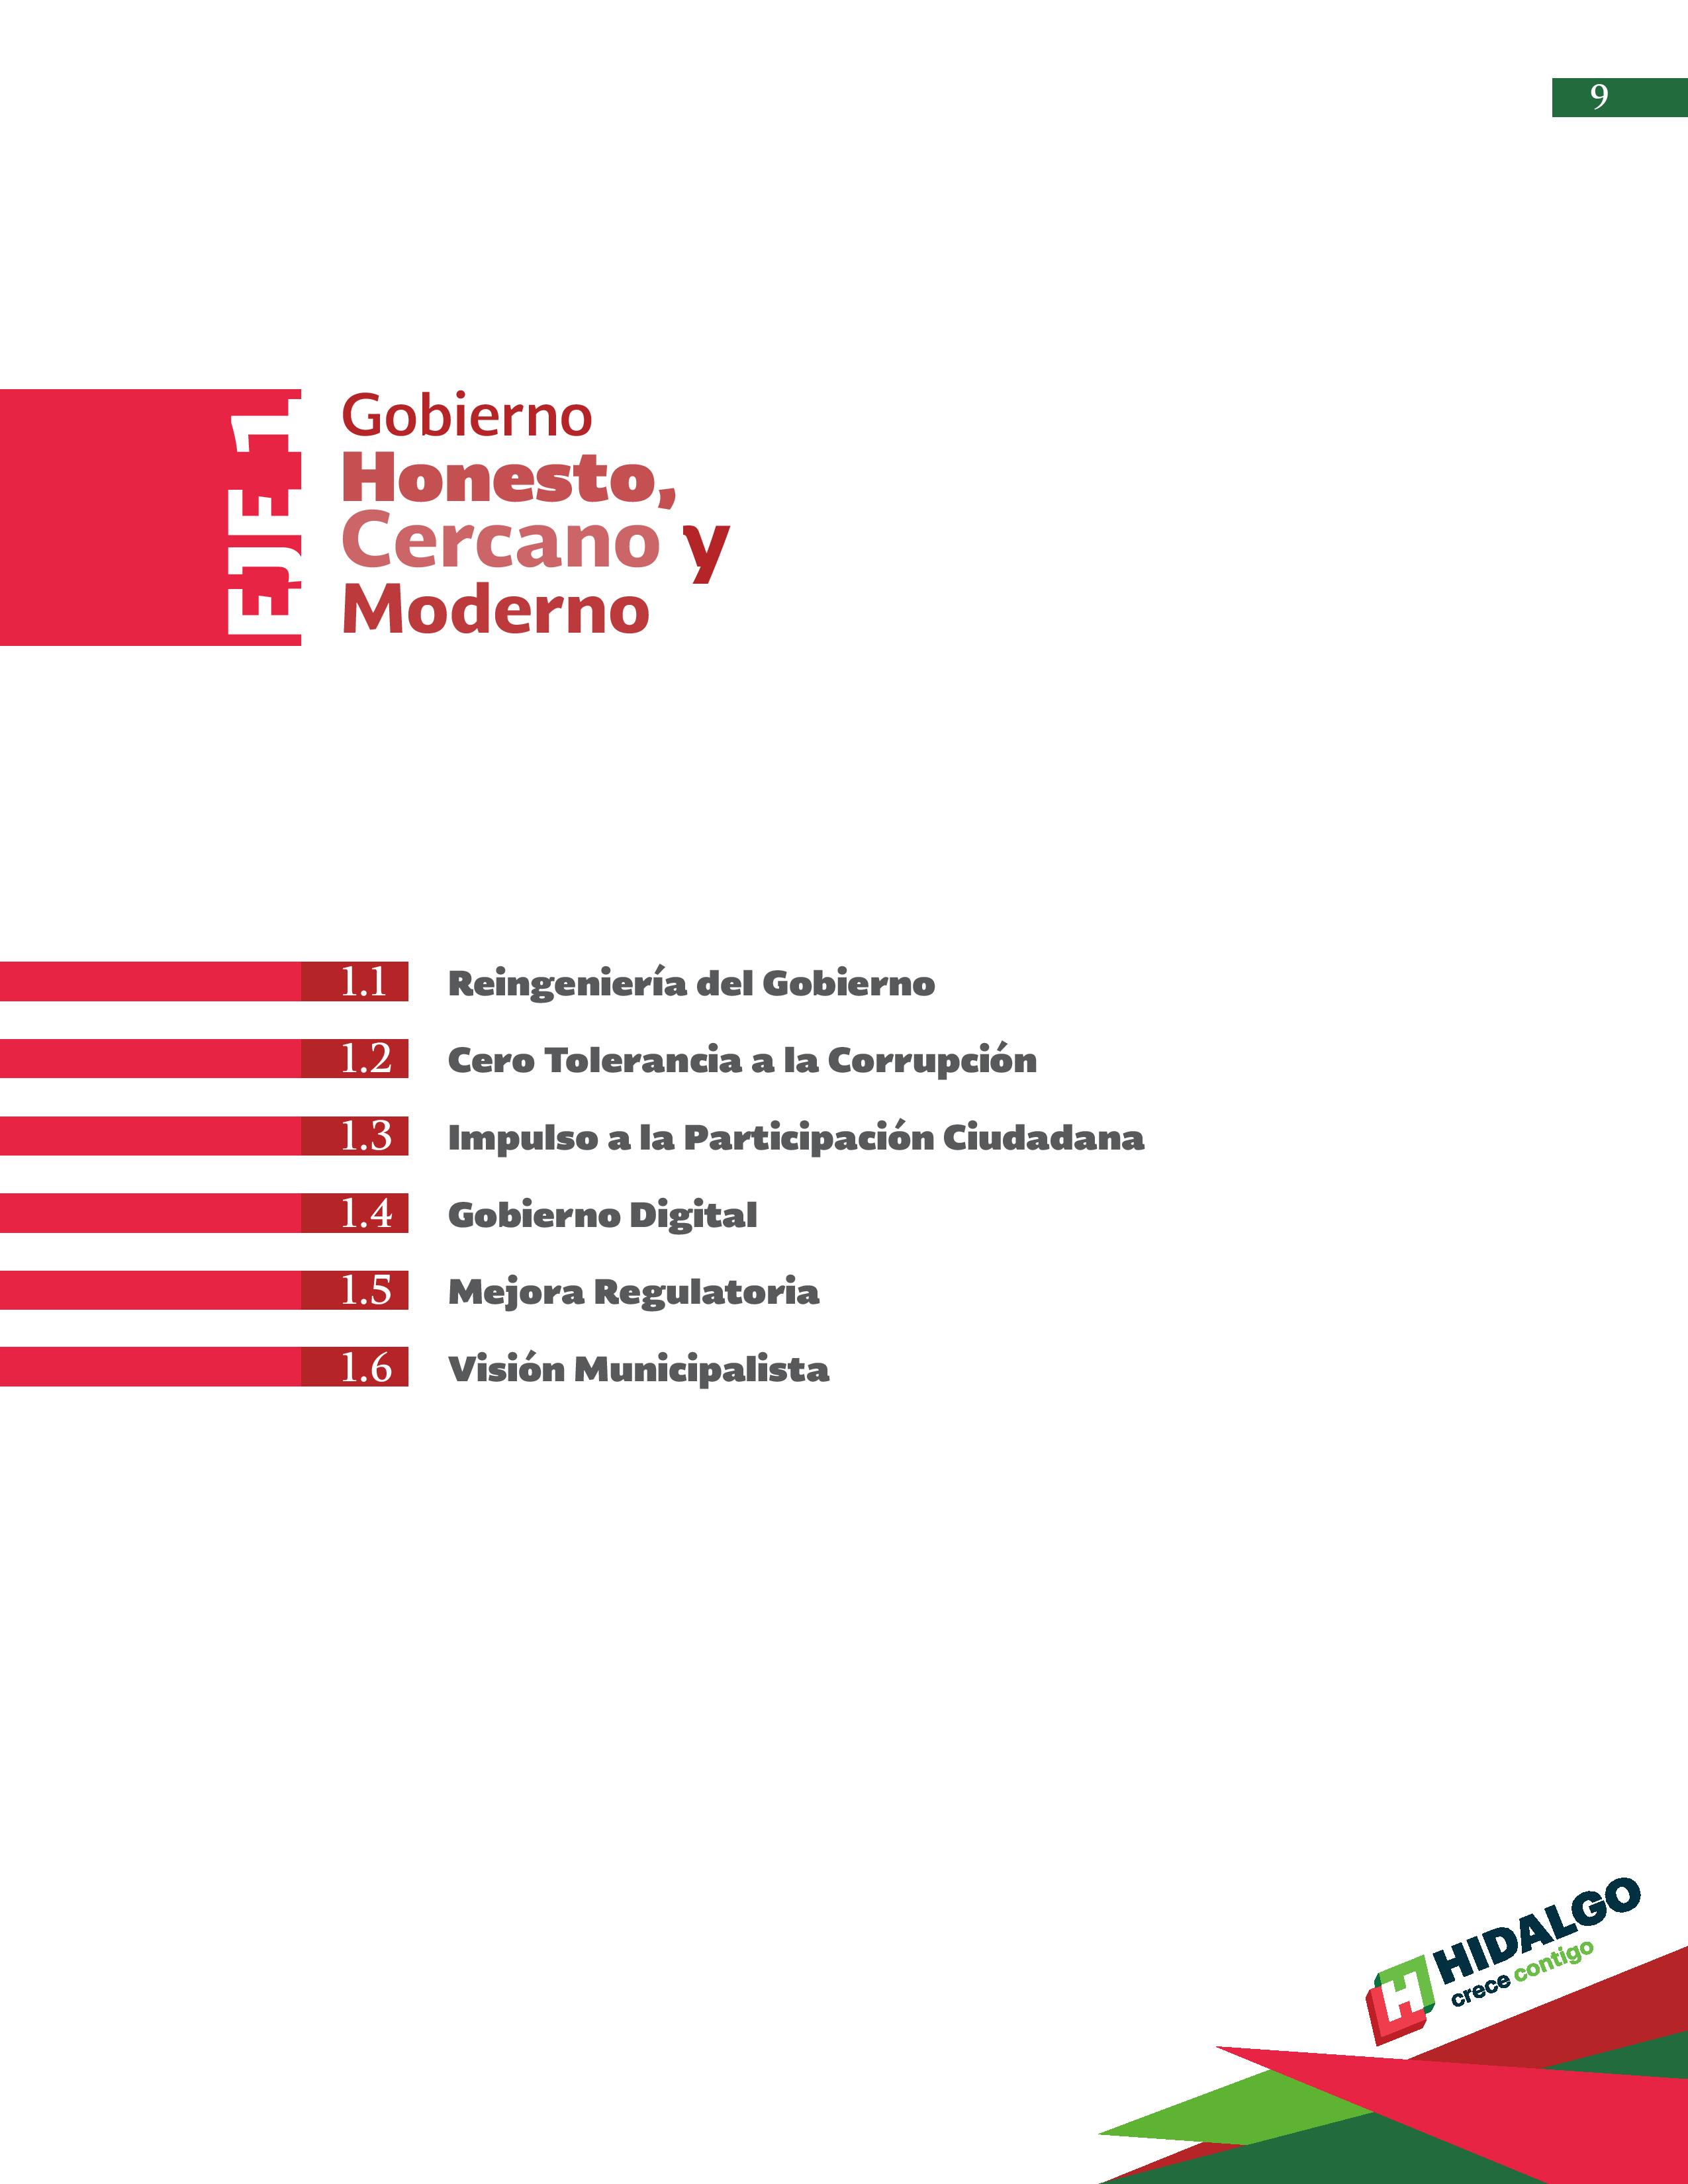 9
EJE 1
Gobierno
Honesto,
Cercano y
Moderno
1.1 Reingeniería del Gobierno
1.2 Cero Tolerancia a la Corrupción
1.3 Impulso a la Participación Ciudadana
1.4 Gobierno Digital
1.5 Mejora Regulatoria
1.6 Visión Municipalista
H HIDALGO
crece contigo